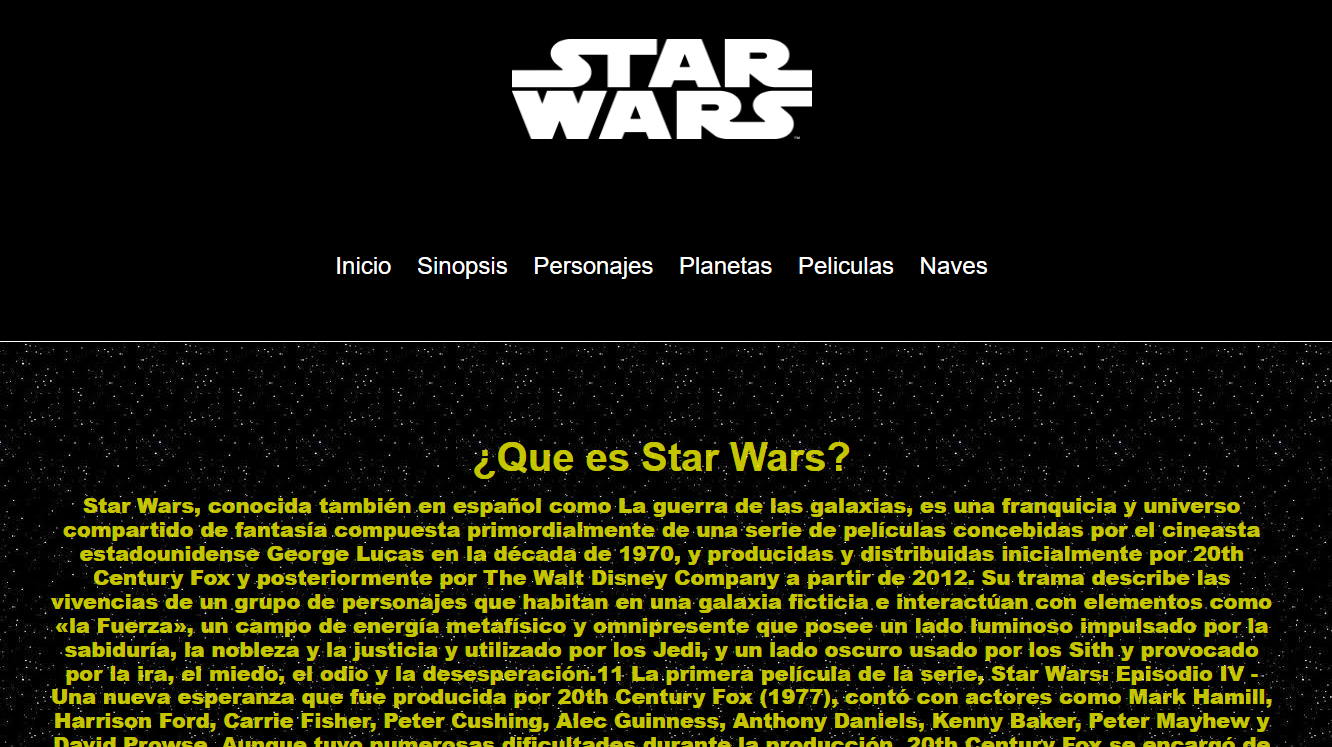 STAR
WARS
™
Inicio Sinopsis Personajes Planetas Peliculas Naves
¿Que es Star Wars?
Star Wars, conocida también en español como La guerra de las galaxias, es una franquicia y universo
compartido de fantasía compuesta primordialmente de una serie de películas concebidas por el cineasta
estadounidense George Lucas en la década de 1970, y producidas y distribuidas inicialmente por 20th
Century Fox y posteriormente por The Walt Disney Company a partir de 2012. Su trama describe las
vivencias de un grupo de personajes que habitan en una galaxia ficticia e interactúan con elementos como
«la Fuerza», un campo de energía metafísico y omnipresente que posee un lado luminoso impulsado por la
sabiduría, la nobleza y la justicia y utilizado por los Jedi, y un lado oscuro usado por los Sith y provocado
por la ira, el miedo, el odio y la desesperación.11 La primera película de la serie, Star Wars: Episodio IV -
Una nueva esperanza que fue producida por 20th Century Fox (1977), contó con actores como Mark Hamill,
Harrison Ford, Carrie Fisher, Peter Cushing, Alec Guinness, Anthony Daniels, Kenny Baker, Peter Mayhew y
David Prowse. Aunque tuvo numerosas dificultades durante la producción, 20th Century Fox se encargó de